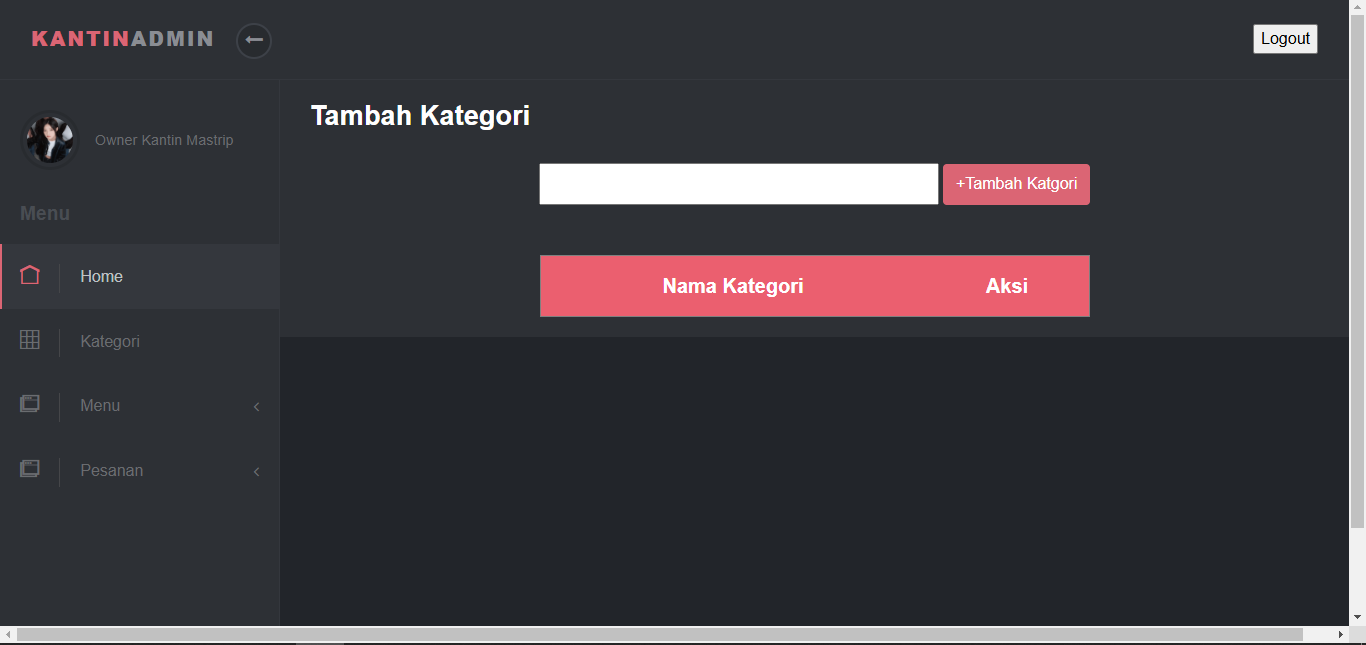 KANTINADMIN
Logout
Owner Kantin Mastrip
Menu
Home
Kategori
Menu
Pesanan
Tambah Kategori
+Tambah Katgori
Nama Kategori Aksi